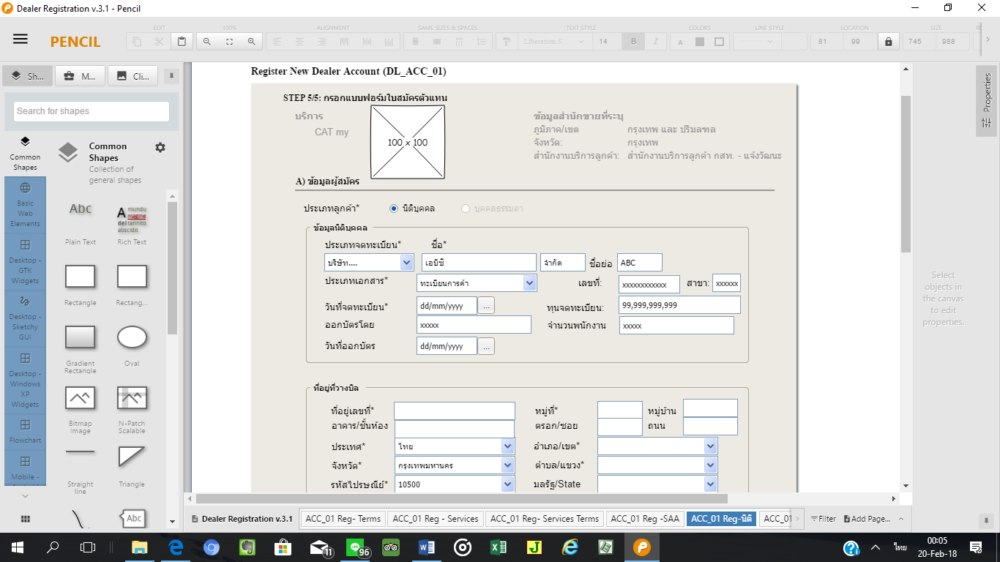 Dealer Registration v.3.1 - Pencil
PENCIL
EDIT
100%
ALIGNMENT
SAME SIZES & SPACES
TEXT STYLE
COLORS
LINE STYLE
LOCATION
SIZE
Liberation S...
14
B
I
A
81
99
745
988
Sh...
M...
Cli...
Search for shapes
Common Shapes
Basic Web Elements
Desktop - GTK Widgets
Desktop - Sketchy GUI
Desktop - Windows XP Widgets
Flowchart
Mobile -
Common Shapes
Collection of general shapes
Abc
Plain Text
A mundu
magine
del tannito
abscidit
Rich Text
Rectangle
Rectang...
Gradient Rectangle
Oval
Bitmap Image
N-Patch Scalable
Straight line
Triangle
Abc
Register New Dealer Account (DL_ACC_01)
STEP 5/5: กรอกแบบฟอร์มใบสมัครตัวแทน
บริการ
CAT my
100 x 100
ข้อมูลสำนักขายที่ระบุ
ภูมิภาค/เขต กรุงเทพ และ ปริมลฑล
จังหวัด: กรุงเทพ
สำนักงานบริการลูกค้า: สำนักงานบริการลูกค้า กสท. - แจ้งวัฒนะ
A) ข้อมูลผู้สมัคร
ประเภทลูกค้า* นิติบุคคล บุคคลธรรมดา
ข้อมูลนิติบุคคล
ประเภทจดทะเบียน* ชื่อ*
บริษัท.... เอบีซี จำกัด ชื่อย่อ ABC
ประเภทเอกสาร* ทะเบียนการค้า เลขที่: xxxxxxxxxxxx สาขา: xxxxxx
วันที่จดทะเบียน* dd/mm/yyyy ... ทุนจดทะเบียน: 99,999,999,999
ออกบัตรโดย xxxxx จำนวนพนักงาน xxxxx
วันที่ออกบัตร dd/mm/yyyy ...
ที่อยู่ที่วางบิล
ที่อยู่เลขที่* หมู่ที่* หมู่บ้าน
อาคาร/ชั้นห้อง ตรอก/ซอย ถนน
ประเทศ* ไทย อำเภอ/เขต*
จังหวัด* กรุงเทพมหานคร ตำบล/แขวง*
รหัสไปรษณีย์* 10500 มลรัฐ/State
Properties
Select objects in the canvas to edit properties.
Dealer Registration v.3.1
ACC_01 Reg- Terms
ACC_01 Reg - Services
ACC_01 Reg- Services Terms
ACC_01 Reg -SAA
ACC_01 Reg-นิติ
ACC_01
Filter
Add Page...
11
96
ไทย
00:05
20-Feb-18